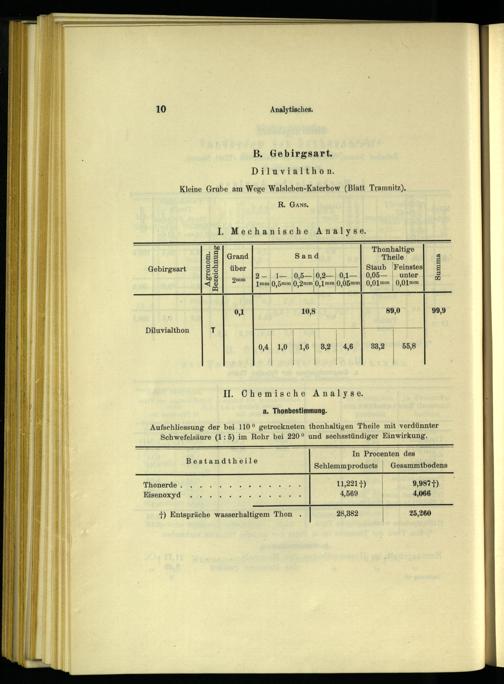 10
Analytisches.
B. Gebirgsart.
Diluvialthon.
Kleine Grube am Wege Walsleben-Katerbow (Blatt Tramnitz).
R. GANS.
I. Mechanische Analyse.
Gebirgsart
Agronom. Bezeichnung
Grand über 2mm
Sand
2— 1mm
1— 0,5mm
0,5— 0,2mm
0,2— 0,1mm
0,1— 0,05mm
Thonhaltige Theile
Staub 0,05— 0,01mm
Feinstes unter 0,01mm
Summa
Diluvialthon
T
0,1
10,8
89,0
99,9
0,4 1,0 1,6 3,2 4,6 33,2 55,8
II. Chemische Analyse.
a. Thonbestimmung.
Aufschliessung der bei 110° getrockneten thonhaltigen Theile mit verdünnter
Schwefelsäure (1:5) im Rohr bei 220° und sechsstündiger Einwirkung.
Bestandtheile
In Procenten des
Schlemmproducts Gesammtbodens
Thonerde . . . . . . . . . . . . . 11,221†) 9,987†)
Eisenoxyd . . . . . . . . . . . . 4,569 4,066
†) Entspräche wasserhaltigem Thon . 28,382 25,260